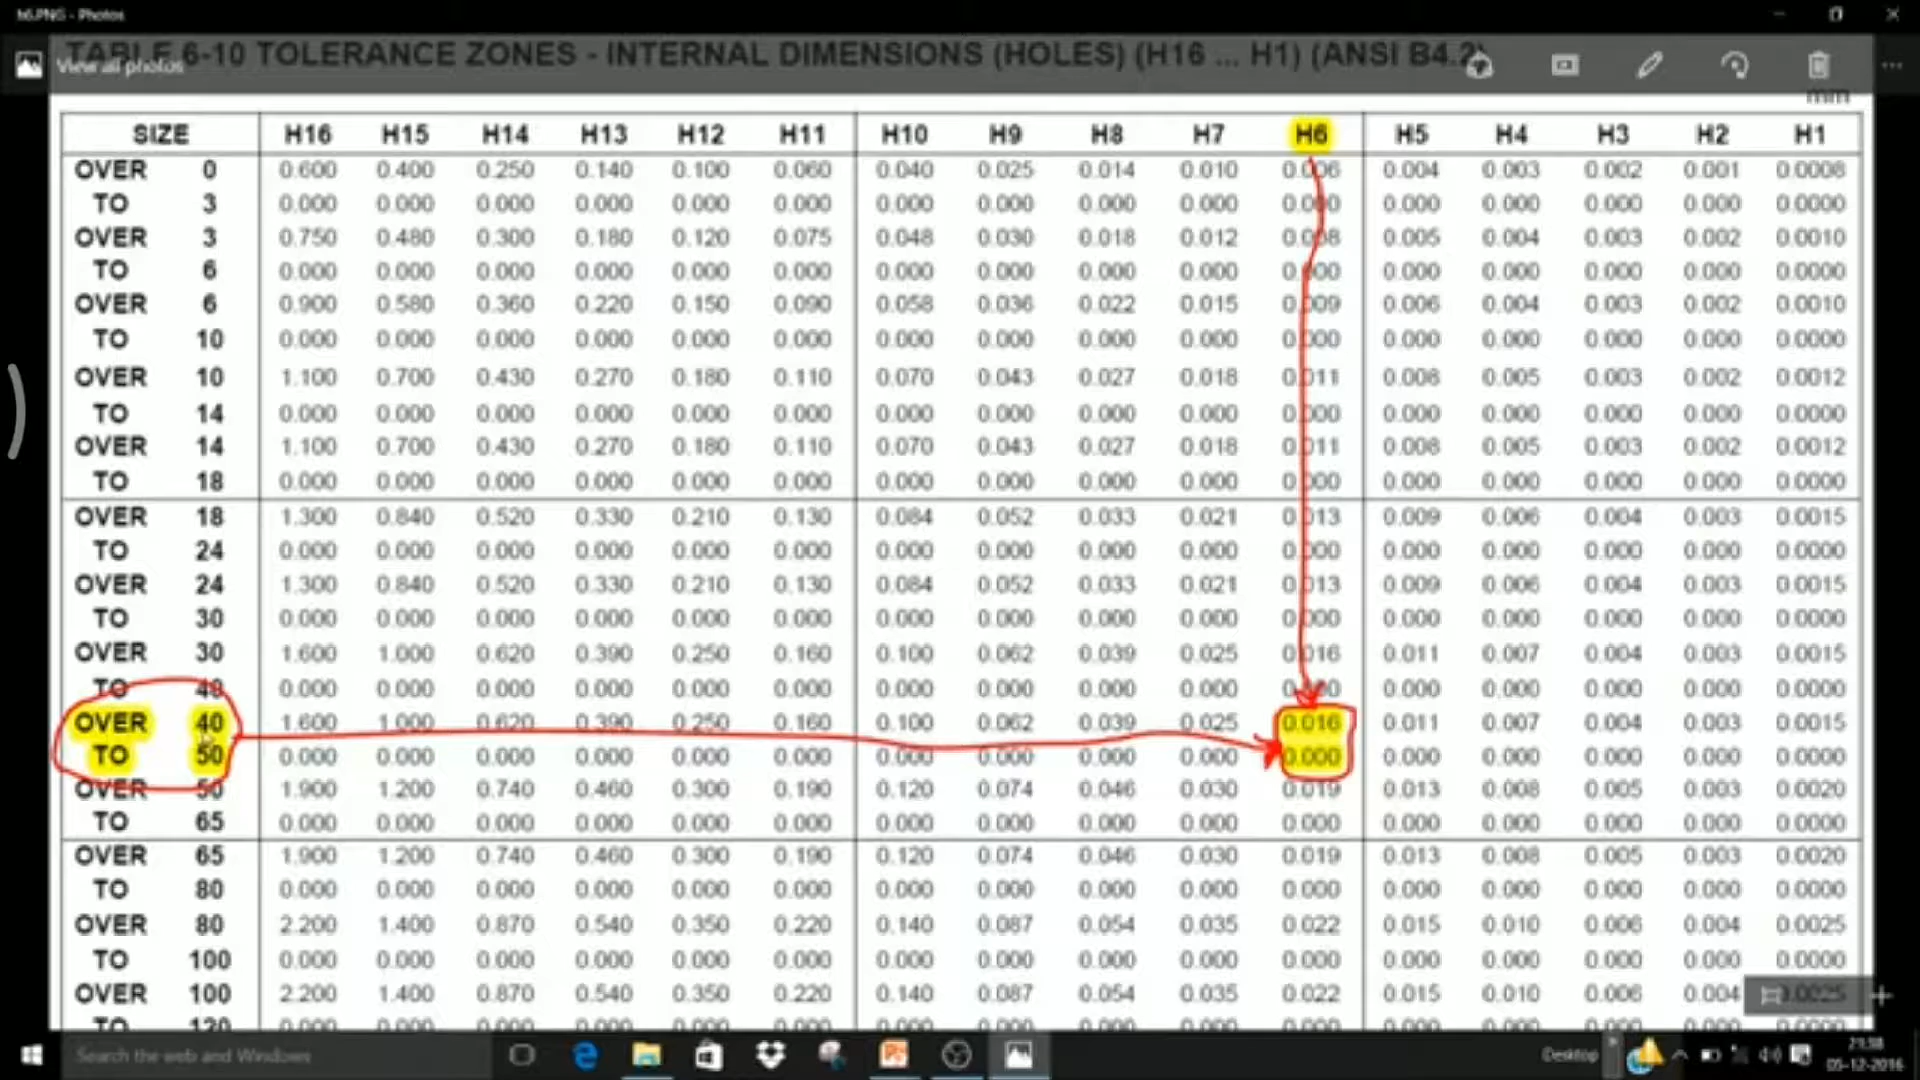 h6.PNG - Photos
TABLE 6-10 TOLERANCE ZONES - INTERNAL DIMENSIONS (HOLES) (H16 ... H1) (ANSI B4.2)
View all photos
mm
SIZE H16 H15 H14 H13 H12 H11 H10 H9 H8 H7 H6 H5 H4 H3 H2 H1
OVER 0 0.600 0.400 0.250 0.140 0.100 0.060 0.040 0.025 0.014 0.010 0.006 0.004 0.003 0.002 0.001 0.0008
TO 3 0.000 0.000 0.000 0.000 0.000 0.000 0.000 0.000 0.000 0.000 0.000 0.000 0.000 0.000 0.000 0.0000
OVER 3 0.750 0.480 0.300 0.180 0.120 0.075 0.048 0.030 0.018 0.012 0.008 0.005 0.004 0.003 0.002 0.0010
TO 6 0.000 0.000 0.000 0.000 0.000 0.000 0.000 0.000 0.000 0.000 0.000 0.000 0.000 0.000 0.000 0.0000
OVER 6 0.900 0.580 0.360 0.220 0.150 0.090 0.058 0.036 0.022 0.015 0.009 0.006 0.004 0.003 0.002 0.0010
TO 10 0.000 0.000 0.000 0.000 0.000 0.000 0.000 0.000 0.000 0.000 0.000 0.000 0.000 0.000 0.000 0.0000
OVER 10 1.100 0.700 0.430 0.270 0.180 0.110 0.070 0.043 0.027 0.018 0.011 0.008 0.005 0.003 0.002 0.0012
TO 14 0.000 0.000 0.000 0.000 0.000 0.000 0.000 0.000 0.000 0.000 0.000 0.000 0.000 0.000 0.000 0.0000
OVER 14 1.100 0.700 0.430 0.270 0.180 0.110 0.070 0.043 0.027 0.018 0.011 0.008 0.005 0.003 0.002 0.0012
TO 18 0.000 0.000 0.000 0.000 0.000 0.000 0.000 0.000 0.000 0.000 0.000 0.000 0.000 0.000 0.000 0.0000
OVER 18 1.300 0.840 0.520 0.330 0.210 0.130 0.084 0.052 0.033 0.021 0.013 0.009 0.006 0.004 0.003 0.0015
TO 24 0.000 0.000 0.000 0.000 0.000 0.000 0.000 0.000 0.000 0.000 0.000 0.000 0.000 0.000 0.000 0.0000
OVER 24 1.300 0.840 0.520 0.330 0.210 0.130 0.084 0.052 0.033 0.021 0.013 0.009 0.006 0.004 0.003 0.0015
TO 30 0.000 0.000 0.000 0.000 0.000 0.000 0.000 0.000 0.000 0.000 0.000 0.000 0.000 0.000 0.000 0.0000
OVER 30 1.600 1.000 0.620 0.390 0.250 0.160 0.100 0.062 0.039 0.025 0.016 0.011 0.007 0.004 0.003 0.0015
TO 40 0.000 0.000 0.000 0.000 0.000 0.000 0.000 0.000 0.000 0.000 0.000 0.000 0.000 0.000 0.000 0.0000
OVER 40 1.600 1.000 0.620 0.390 0.250 0.160 0.100 0.062 0.039 0.025 0.016 0.011 0.007 0.004 0.003 0.0015
TO 50 0.000 0.000 0.000 0.000 0.000 0.000 0.000 0.000 0.000 0.000 0.000 0.000 0.000 0.000 0.000 0.0000
OVER 50 1.900 1.200 0.740 0.460 0.300 0.190 0.120 0.074 0.046 0.030 0.019 0.013 0.008 0.005 0.003 0.0020
TO 65 0.000 0.000 0.000 0.000 0.000 0.000 0.000 0.000 0.000 0.000 0.000 0.000 0.000 0.000 0.000 0.0000
OVER 65 1.900 1.200 0.740 0.460 0.300 0.190 0.120 0.074 0.046 0.030 0.019 0.013 0.008 0.005 0.003 0.0020
TO 80 0.000 0.000 0.000 0.000 0.000 0.000 0.000 0.000 0.000 0.000 0.000 0.000 0.000 0.000 0.000 0.0000
OVER 80 2.200 1.400 0.870 0.540 0.350 0.220 0.140 0.087 0.054 0.035 0.022 0.015 0.010 0.006 0.004 0.0025
TO 100 0.000 0.000 0.000 0.000 0.000 0.000 0.000 0.000 0.000 0.000 0.000 0.000 0.000 0.000 0.000 0.0000
OVER 100 2.200 1.400 0.870 0.540 0.350 0.220 0.140 0.087 0.054 0.035 0.022 0.015 0.010 0.006 0.004 0.0025
TO 120 0.000 0.000 0.000 0.000 0.000 0.000 0.000 0.000 0.000 0.000 0.000 0.000 0.000 0.000 0.000 0.0000
Search the web and Windows
Desktop
21:38
05-12-2016